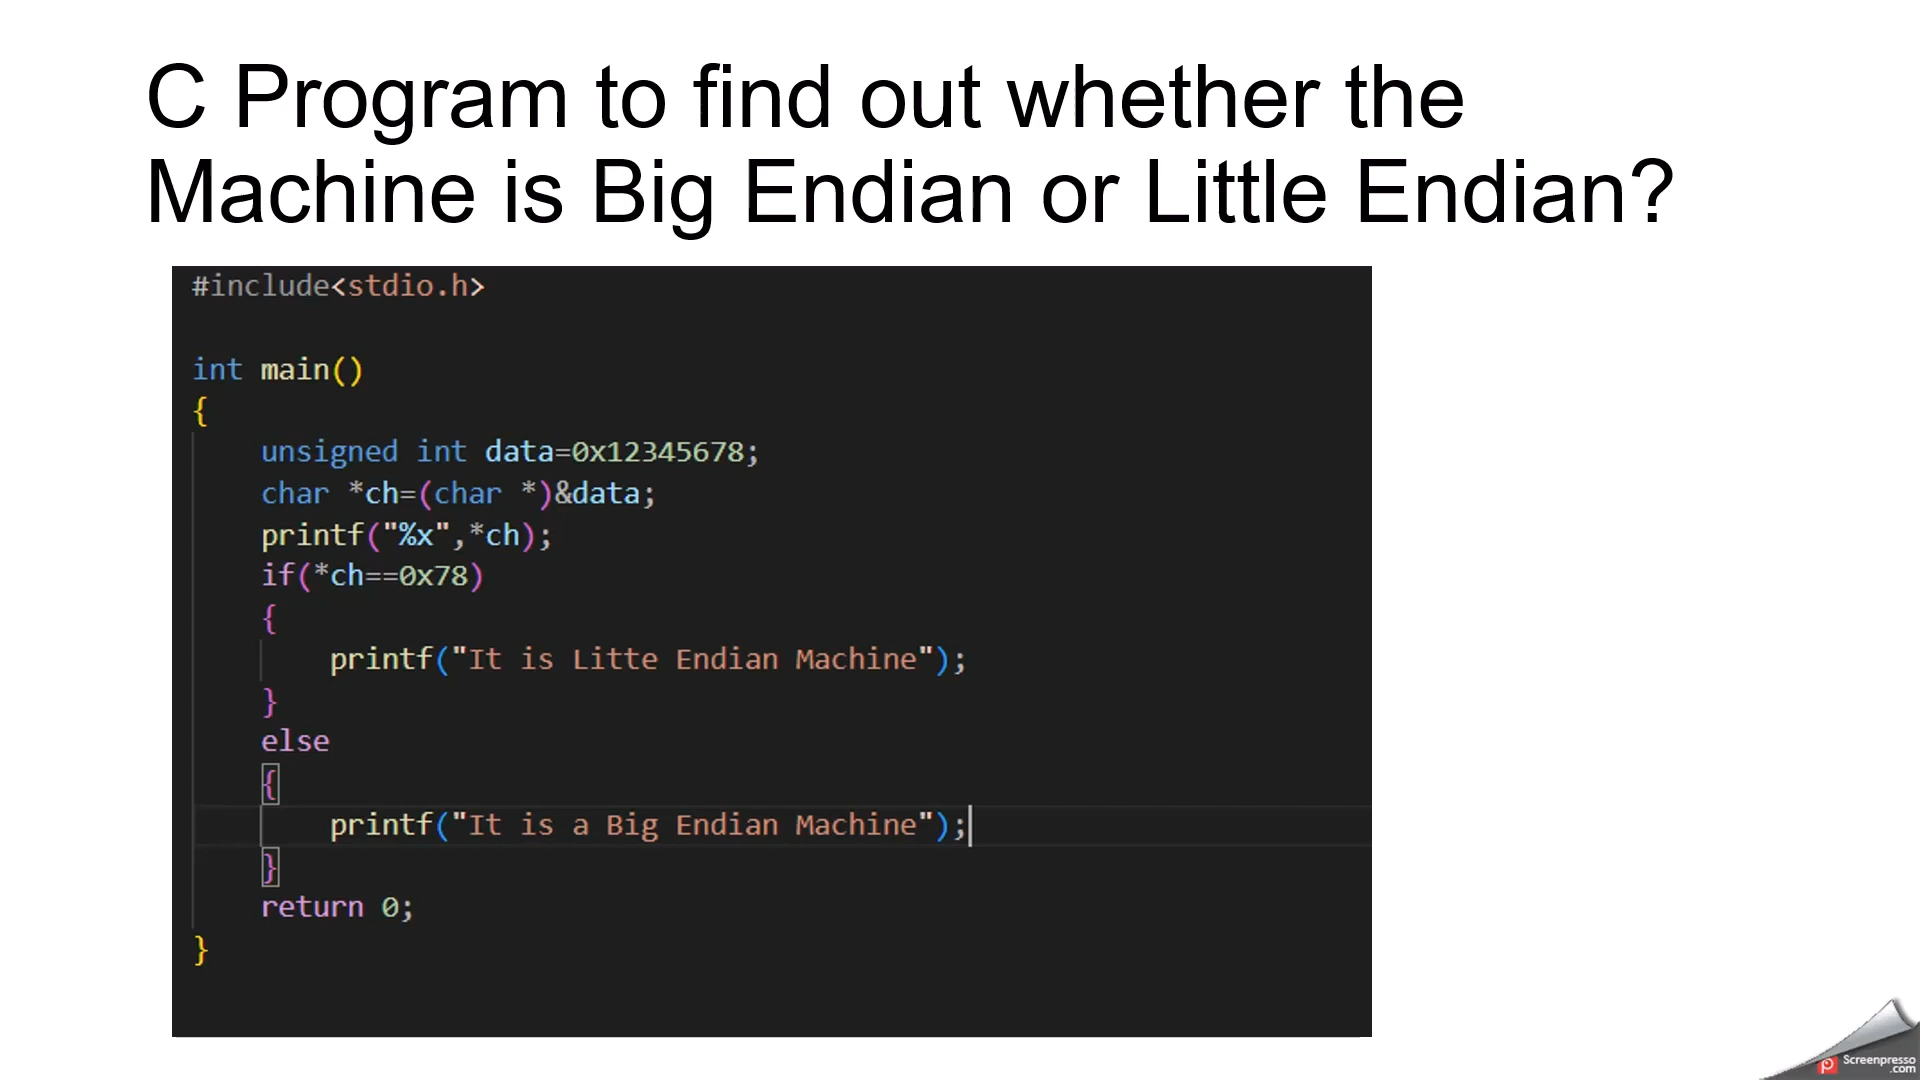 C Program to find out whether the
Machine is Big Endian or Little Endian?
#include<stdio.h>
int main()
{
unsigned int data=0x12345678;
char *ch=(char *)&data;
printf("%x",*ch);
if(*ch==0x78)
{
printf("It is Litte Endian Machine");
}
else
{
printf("It is a Big Endian Machine");
}
return 0;
}
Screenpresso
.com